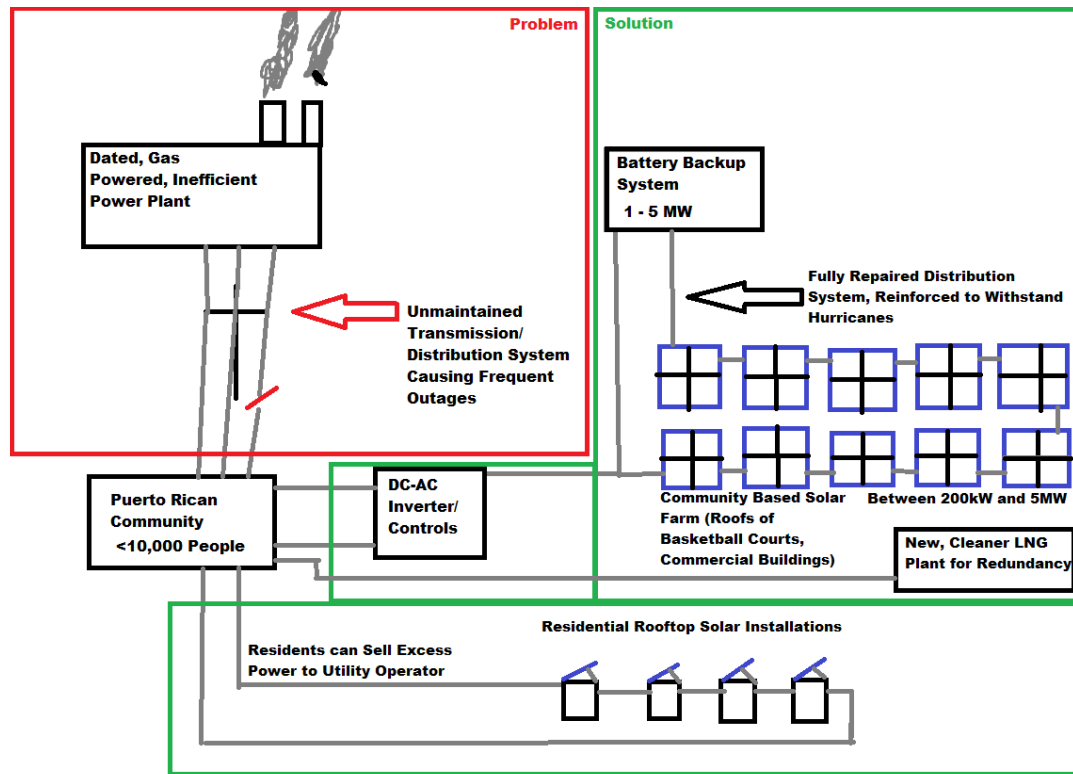 Problem
Solution
Dated, Gas
Powered, Inefficient
Power Plant
Unmaintained
Transmission/
Distribution System
Causing Frequent
Outages
Battery Backup
System
1 - 5 MW
Fully Repaired Distribution
System, Reinforced to Withstand
Hurricanes
Puerto Rican
Community
<10,000 People
DC-AC
Inverter/
Controls
Community Based Solar
Farm (Roofs of
Basketball Courts,
Commercial Buildings)
Between 200kW and 5MW
New, Cleaner LNG
Plant for Redundancy
Residential Rooftop Solar Installations
Residents can Sell Excess
Power to Utility Operator